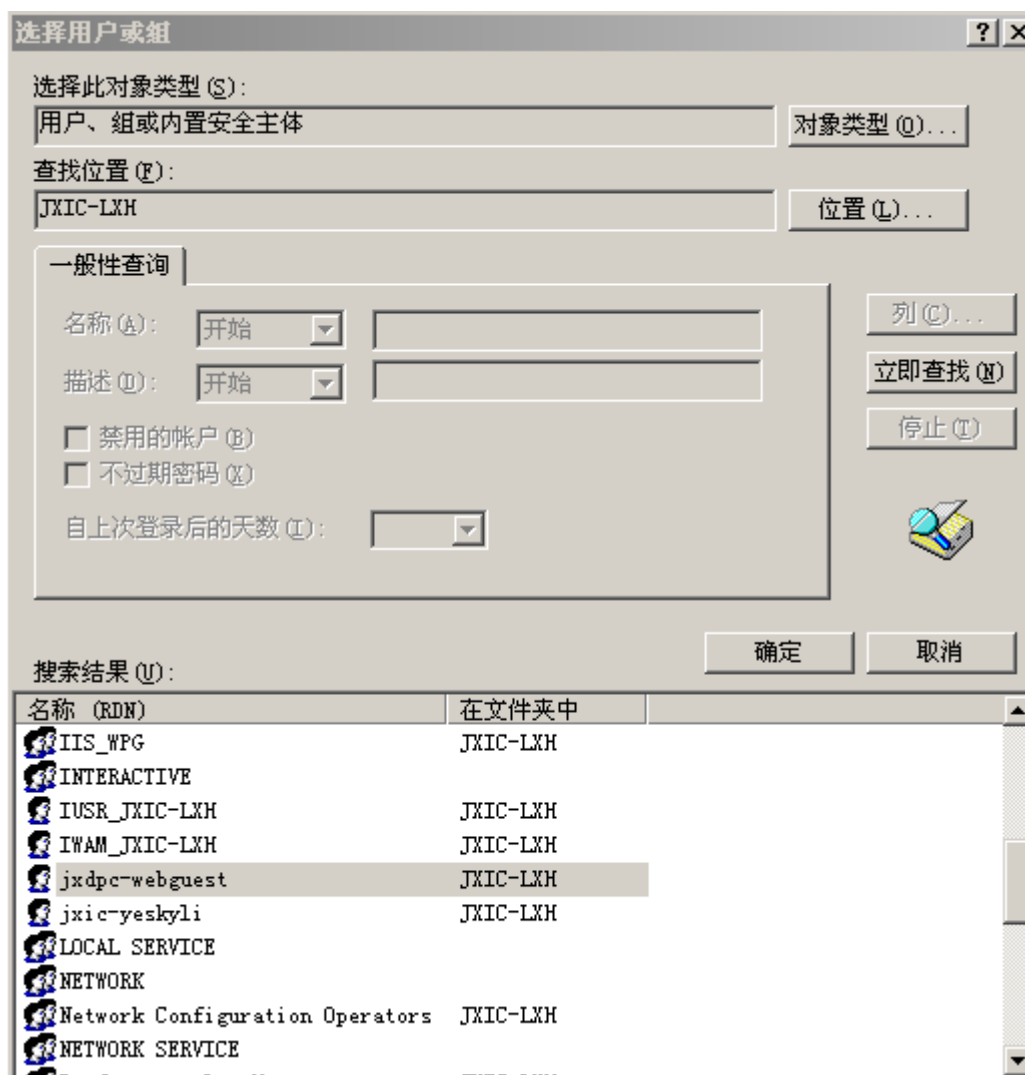 选择用户或组
选择此对象类型(S):
用户、组或内置安全主体
对象类型(O)...
查找位置(F):
JXIC-LXH
位置(L)...
一般性查询
名称(A): 开始
列(C)...
描述(D): 开始
立即查找(N)
禁用的帐户(B)
停止(T)
不过期密码(X)
自上次登录后的天数(I):
确定 取消
搜索结果(U):
名称 (RDN) 在文件夹中
IIS_WPG JXIC-LXH
INTERACTIVE
IUSR_JXIC-LXH JXIC-LXH
IWAM_JXIC-LXH JXIC-LXH
jxdpc-webguest JXIC-LXH
jxic-yeskyli JXIC-LXH
LOCAL SERVICE
NETWORK
Network Configuration Operators JXIC-LXH
NETWORK SERVICE